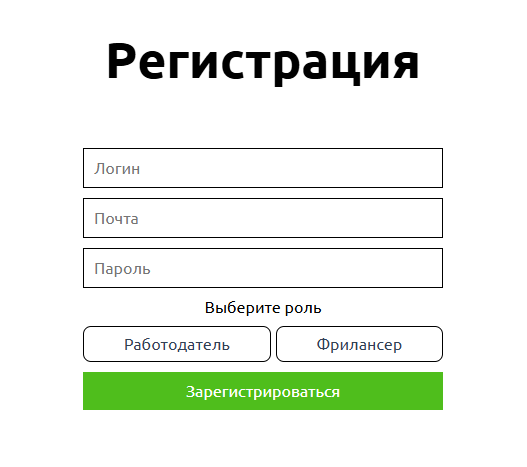 Регистрация
Логин
Почта
Пароль
Выберите роль
Работодатель Фрилансер
Зарегистрироваться